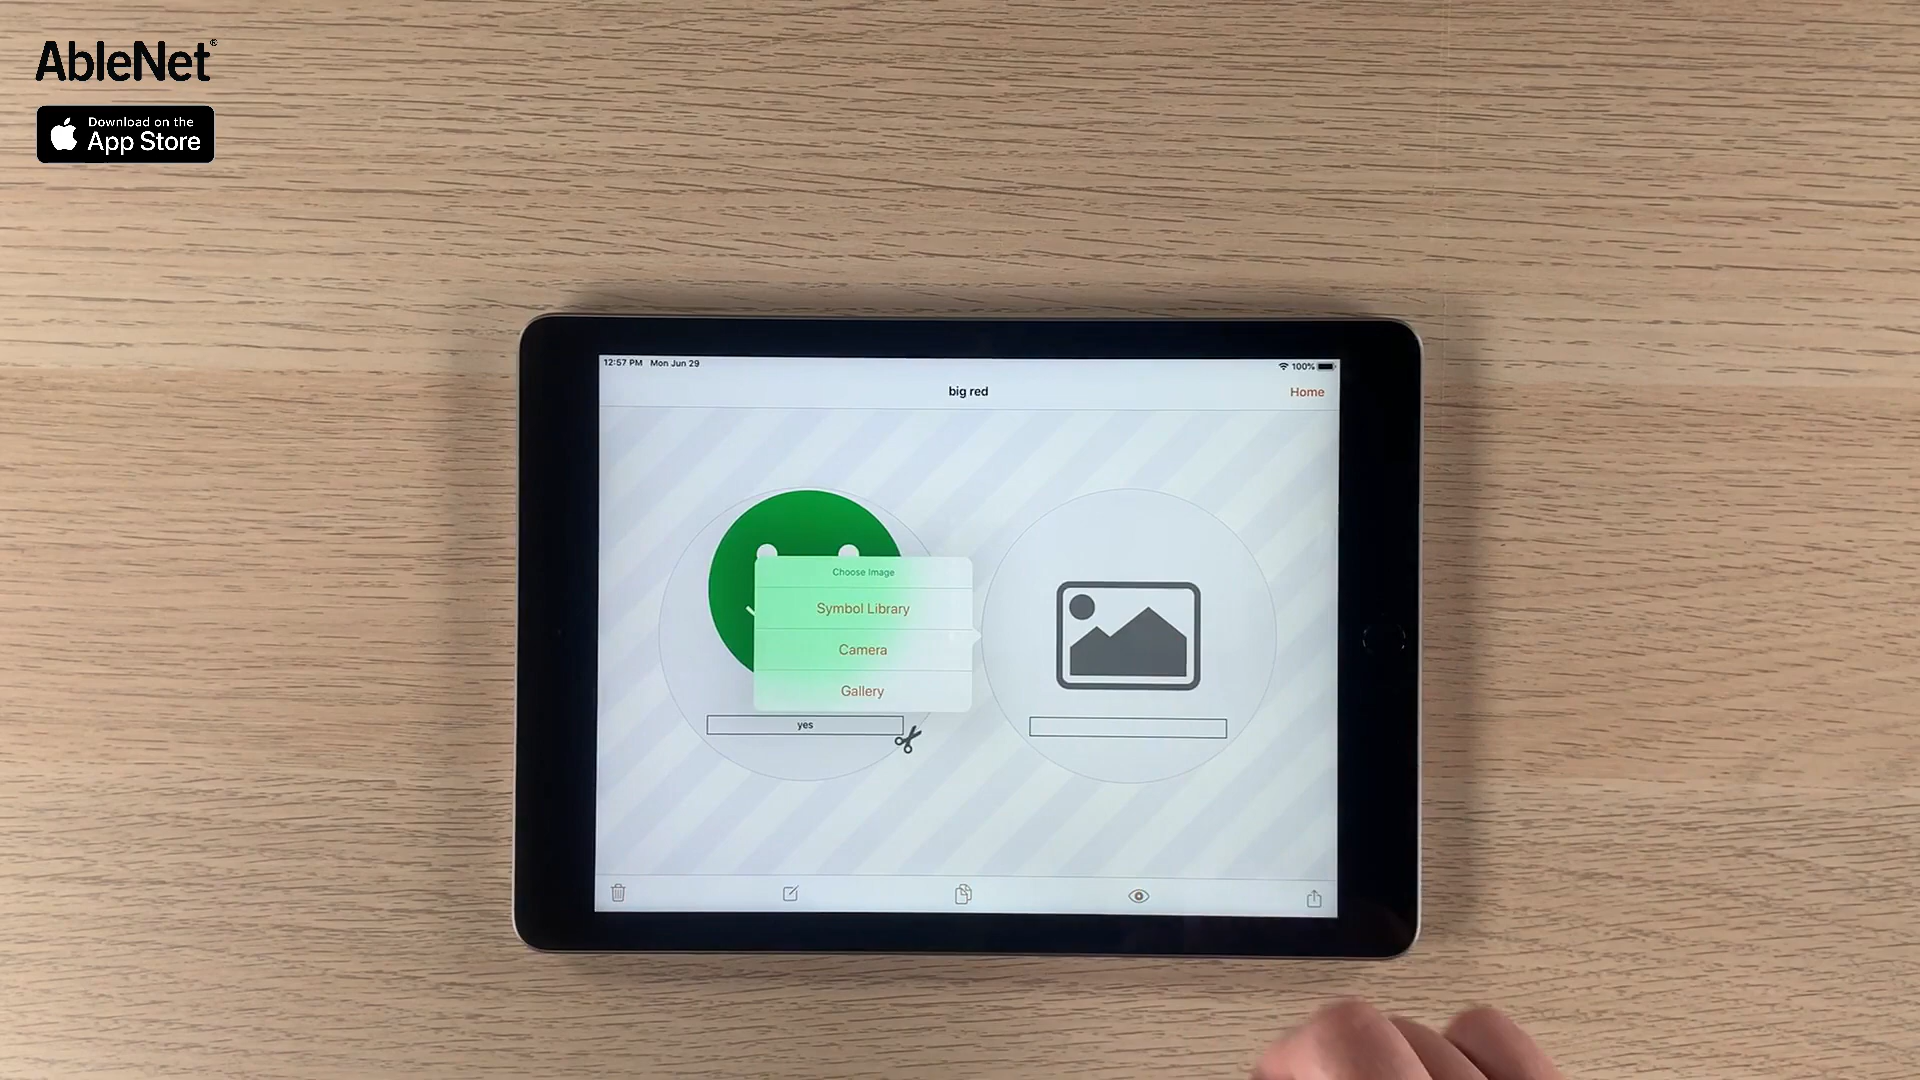 AbleNet®
Download on the
App Store
12:57 PM Mon Jun 29
100%
big red
Home
Choose Image
Symbol Library
Camera
Gallery
yes